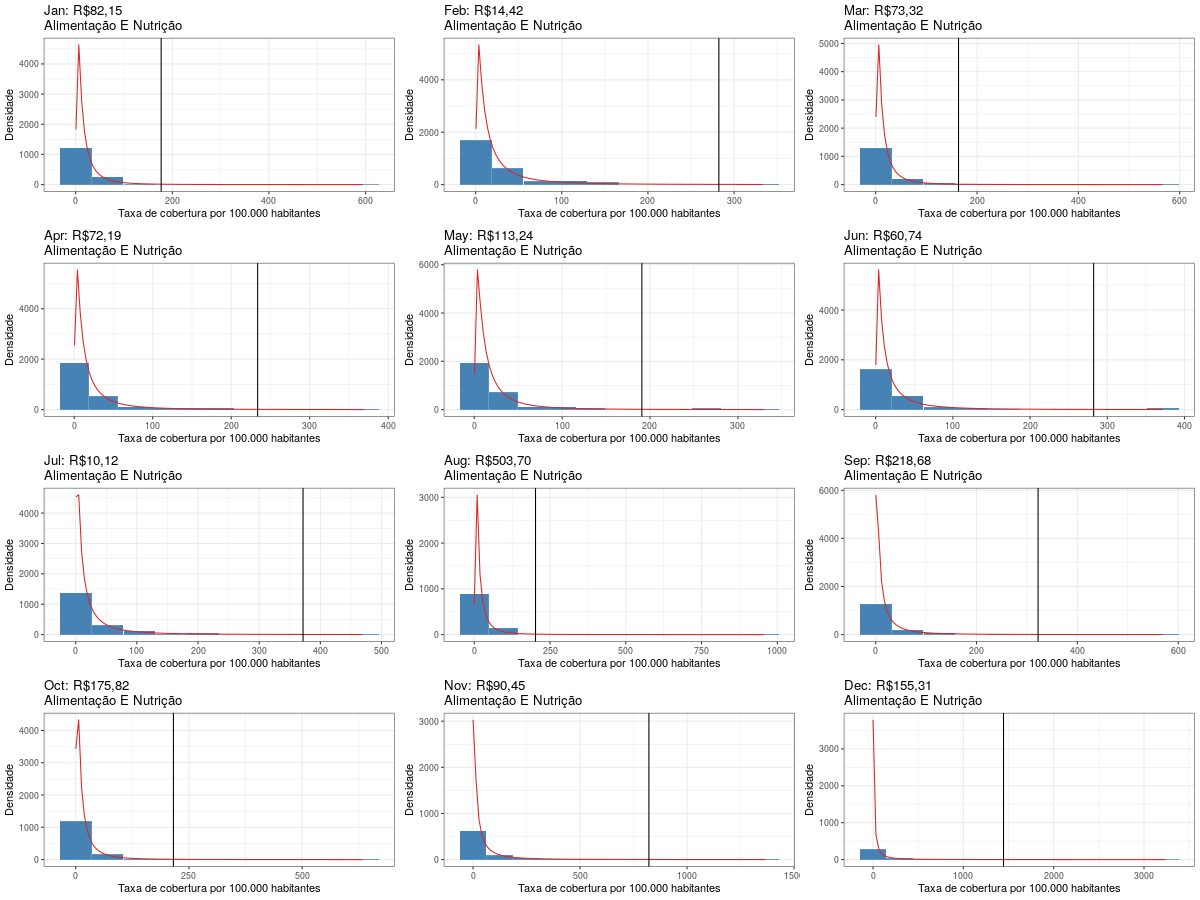 Jan: R$82,15
Alimentação E Nutrição
Densidade
4000
3000
2000
1000
0
0
200
400
600
Taxa de cobertura por 100.000 habitantes
Feb: R$14,42
Alimentação E Nutrição
Densidade
4000
2000
0
0
100
200
300
Taxa de cobertura por 100.000 habitantes
Mar: R$73,32
Alimentação E Nutrição
Densidade
5000
4000
3000
2000
1000
0
0
200
400
600
Taxa de cobertura por 100.000 habitantes
Apr: R$72,19
Alimentação E Nutrição
Densidade
4000
2000
0
0
100
200
300
400
Taxa de cobertura por 100.000 habitantes
May: R$113,24
Alimentação E Nutrição
Densidade
6000
4000
2000
0
0
100
200
300
Taxa de cobertura por 100.000 habitantes
Jun: R$60,74
Alimentação E Nutrição
Densidade
4000
2000
0
0
100
200
300
400
Taxa de cobertura por 100.000 habitantes
Jul: R$10,12
Alimentação E Nutrição
Densidade
4000
3000
2000
1000
0
0
100
200
300
400
500
Taxa de cobertura por 100.000 habitantes
Aug: R$503,70
Alimentação E Nutrição
Densidade
3000
2000
1000
0
0
250
500
750
1000
Taxa de cobertura por 100.000 habitantes
Sep: R$218,68
Alimentação E Nutrição
Densidade
6000
4000
2000
0
0
200
400
600
Taxa de cobertura por 100.000 habitantes
Oct: R$175,82
Alimentação E Nutrição
Densidade
4000
3000
2000
1000
0
0
250
500
Taxa de cobertura por 100.000 habitantes
Nov: R$90,45
Alimentação E Nutrição
Densidade
3000
2000
1000
0
0
500
1000
Taxa de cobertura por 100.000 habitantes
Dec: R$155,31
Alimentação E Nutrição
Densidade
3000
2000
1000
0
0
1000
2000
3000
Taxa de cobertura por 100.000 habitantes